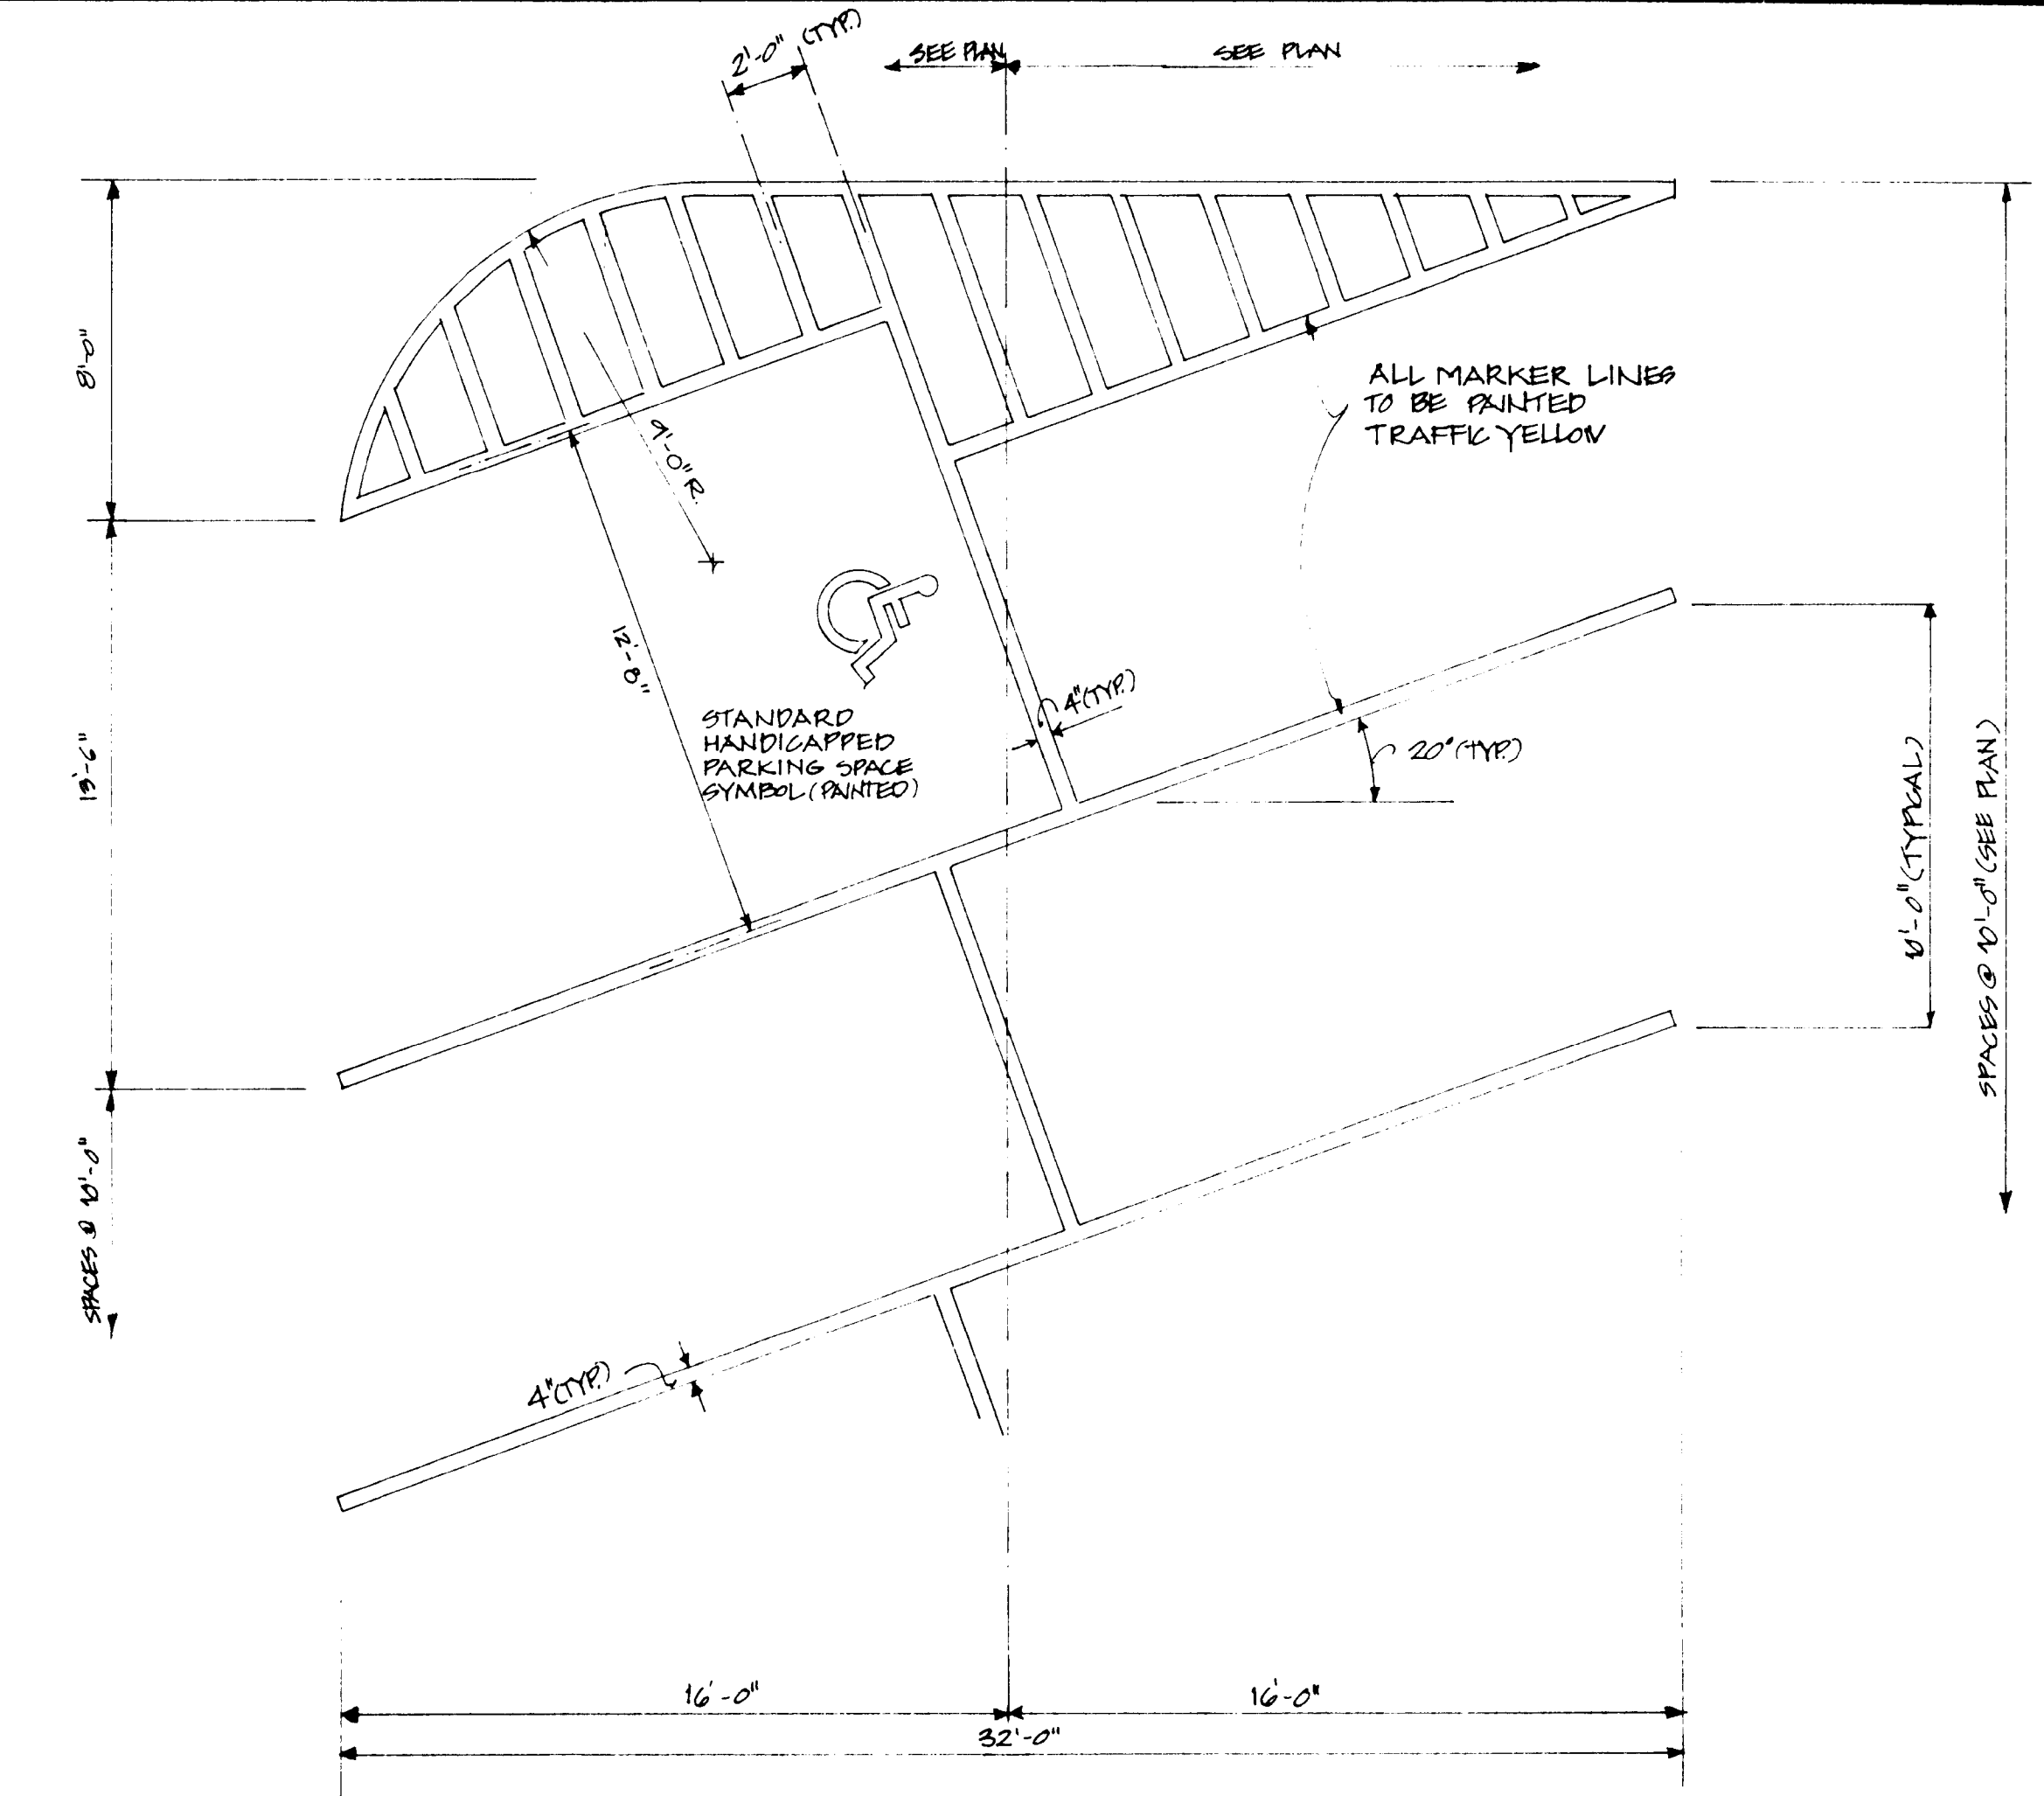 2'-0" (TYP.)
SEE PLAN
SEE PLAN
8'-0"
9'-0" R.
ALL MARKER LINES
TO BE PAINTED
TRAFFIC YELLOW
13'-6"
12'-8"
STANDARD
HANDICAPPED
PARKING SPACE
SYMBOL (PAINTED)
4" (TYP.)
20° (TYP.)
10'-0" (TYPICAL)
SPACES @ 10'-0" (SEE PLAN)
SPACES @ 10'-0"
4" (TYP.)
16'-0"
16'-0"
32'-0"